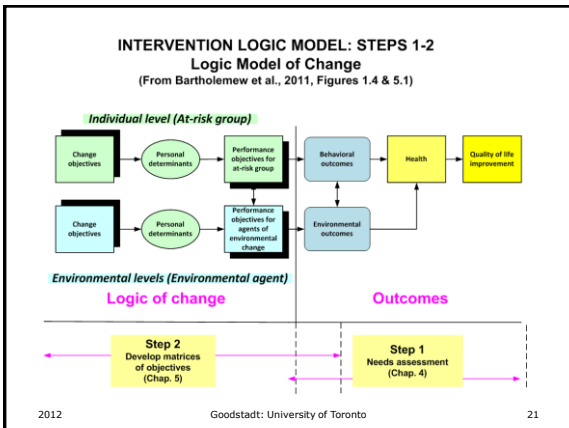 INTERVENTION LOGIC MODEL: STEPS 1-2
Logic Model of Change
(From Bartholemew et al., 2011, Figures 1.4 & 5.1)
Individual level (At-risk group)
Change
objectives
Personal
determinants
Performance
objectives for
at-risk group
Behavioral
outcomes
Health
Quality of life
improvement
Change
objectives
Personal
determinants
Performance
objectives for
agents of
environmental
change
Environmental
outcomes
Environmental levels (Environmental agent)
Logic of change
Outcomes
Step 2
Develop matrices
of objectives
(Chap. 5)
Step 1
Needs assessment
(Chap. 4)
2012
Goodstadt: University of Toronto
21